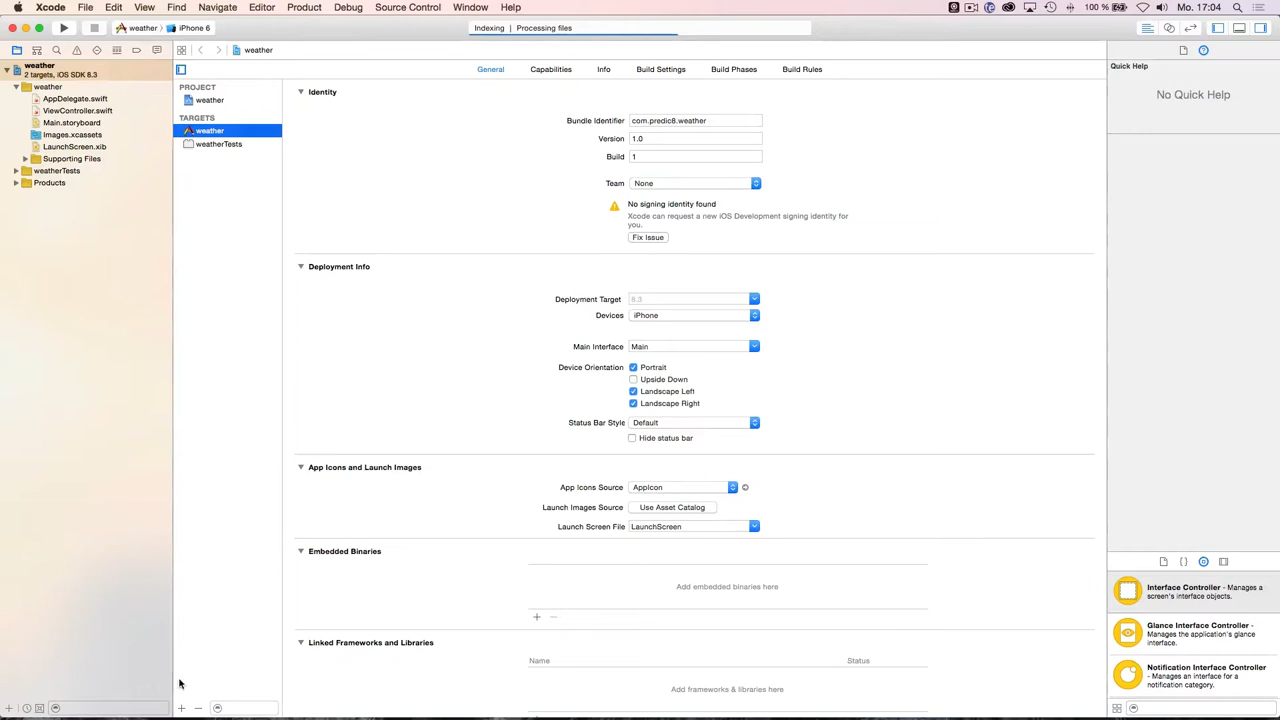 Xcode File Edit View Find Navigate Editor Product Debug Source Control Window Help 100 % Mo. 17:04
weather iPhone 6 Indexing | Processing files
weather
weather
2 targets, iOS SDK 8.3
weather
AppDelegate.swift
ViewController.swift
Main.storyboard
Images.xcassets
LaunchScreen.xib
Supporting Files
weatherTests
Products
PROJECT
weather
TARGETS
weather
weatherTests
General Capabilities Info Build Settings Build Phases Build Rules
Identity
Bundle Identifier com.predic8.weather
Version 1.0
Build 1
Team None
No signing identity found
Xcode can request a new iOS Development signing identity for
you.
Fix Issue
Deployment Info
Deployment Target 8.3
Devices iPhone
Main Interface Main
Device Orientation Portrait
Upside Down
Landscape Left
Landscape Right
Status Bar Style Default
Hide status bar
App Icons and Launch Images
App Icons Source AppIcon
Launch Images Source Use Asset Catalog
Launch Screen File LaunchScreen
Embedded Binaries
Add embedded binaries here
Linked Frameworks and Libraries
Name Status
Add frameworks & libraries here
Quick Help
No Quick Help
Interface Controller - Manages a
screen's interface objects.
Glance Interface Controller -
Manages the application's glance
interface.
Notification Interface Controller
- Manages an interface for a
notification category.